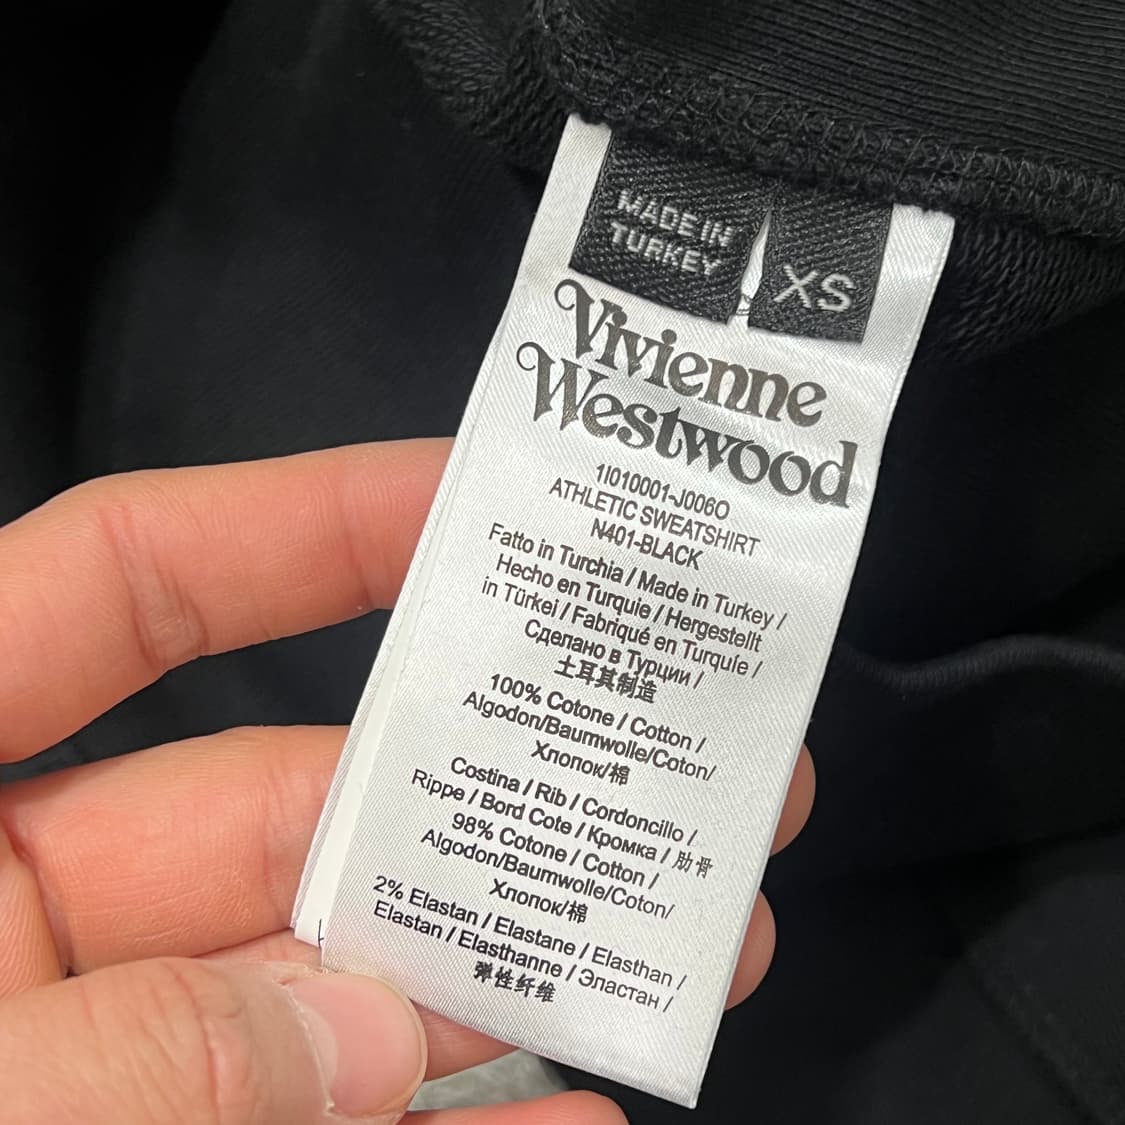 MADE IN
TURKEY
XS
Vivienne
Westwood
1I010001-J006O
ATHLETIC SWEATSHIRT
N401-BLACK
Fatto in Turchia / Made in Turkey /
Hecho en Turquie / Hergestellt
in Türkei / Fabriqué en Turquie /
Сделано в Турции /
土耳其制造
100% Cotone / Cotton /
Algodon/Baumwolle/Coton/
Хлопок/棉
Costina / Rib / Cordoncillo /
Rippe / Bord Cote / Кромка / 肋骨
98% Cotone / Cotton /
Algodon/Baumwolle/Coton/
Хлопок/棉
2% Elastan / Elastane / Elasthan /
Elastan / Elasthanne / Эластан /
弹性纤维